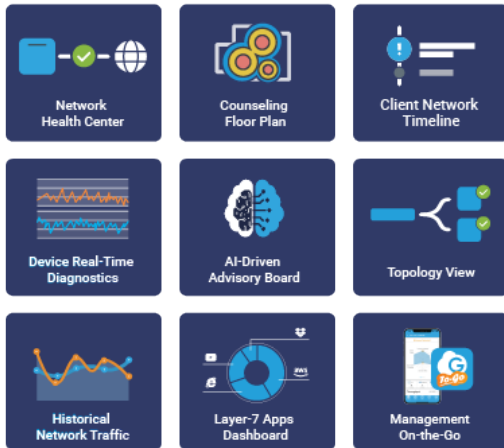 Network
Health Center
Counseling
Floor Plan
!
Client Network
Timeline
Device Real-Time
Diagnostics
AI-Driven
Advisory Board
Topology View
Historical
Network Traffic
aws
Layer-7 Apps
Dashboard
G
To-Go
Management
On-the-Go